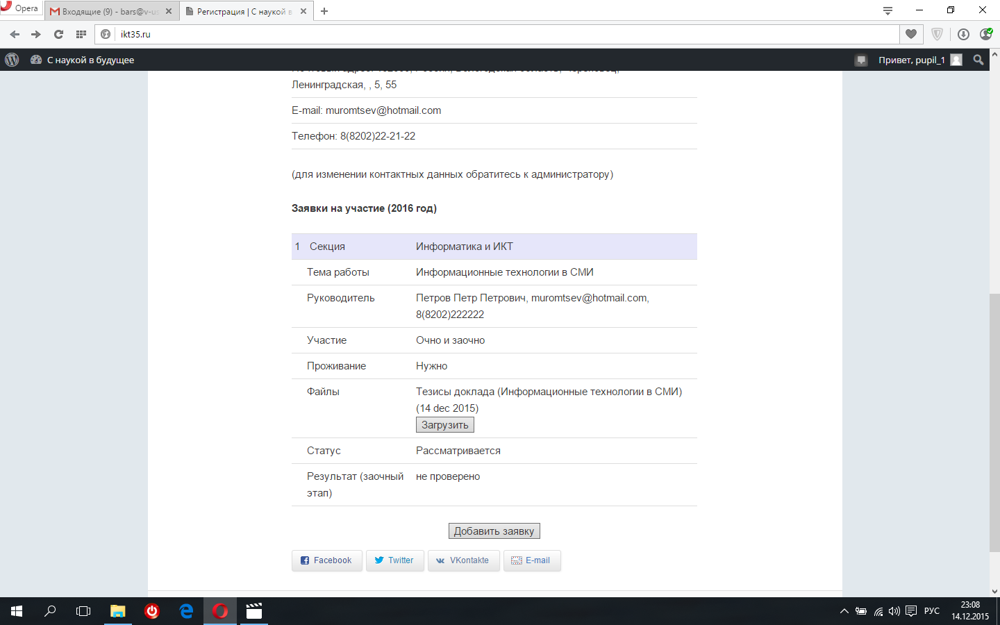 Opera
Входящие (9) - bars@v-us
Регистрация | С наукой в
ikt35.ru
С наукой в будущее
Привет, pupil_1
Ленинградская, , 5, 55
E-mail: muromtsev@hotmail.com
Телефон: 8(8202)22-21-22
(для изменении контактных данных обратитесь к администратору)
Заявки на участие (2016 год)
1 Секция Информатика и ИКТ
Тема работы Информационные технологии в СМИ
Руководитель Петров Петр Петрович, muromtsev@hotmail.com,
8(8202)222222
Участие Очно и заочно
Проживание Нужно
Файлы Тезисы доклада (Информационные технологии в СМИ)
(14 dec 2015)
Загрузить
Статус Рассматривается
Результат (заочный не проверено
этап)
Добавить заявку
Facebook Twitter VKontakte E-mail
РУС
23:08
14.12.2015